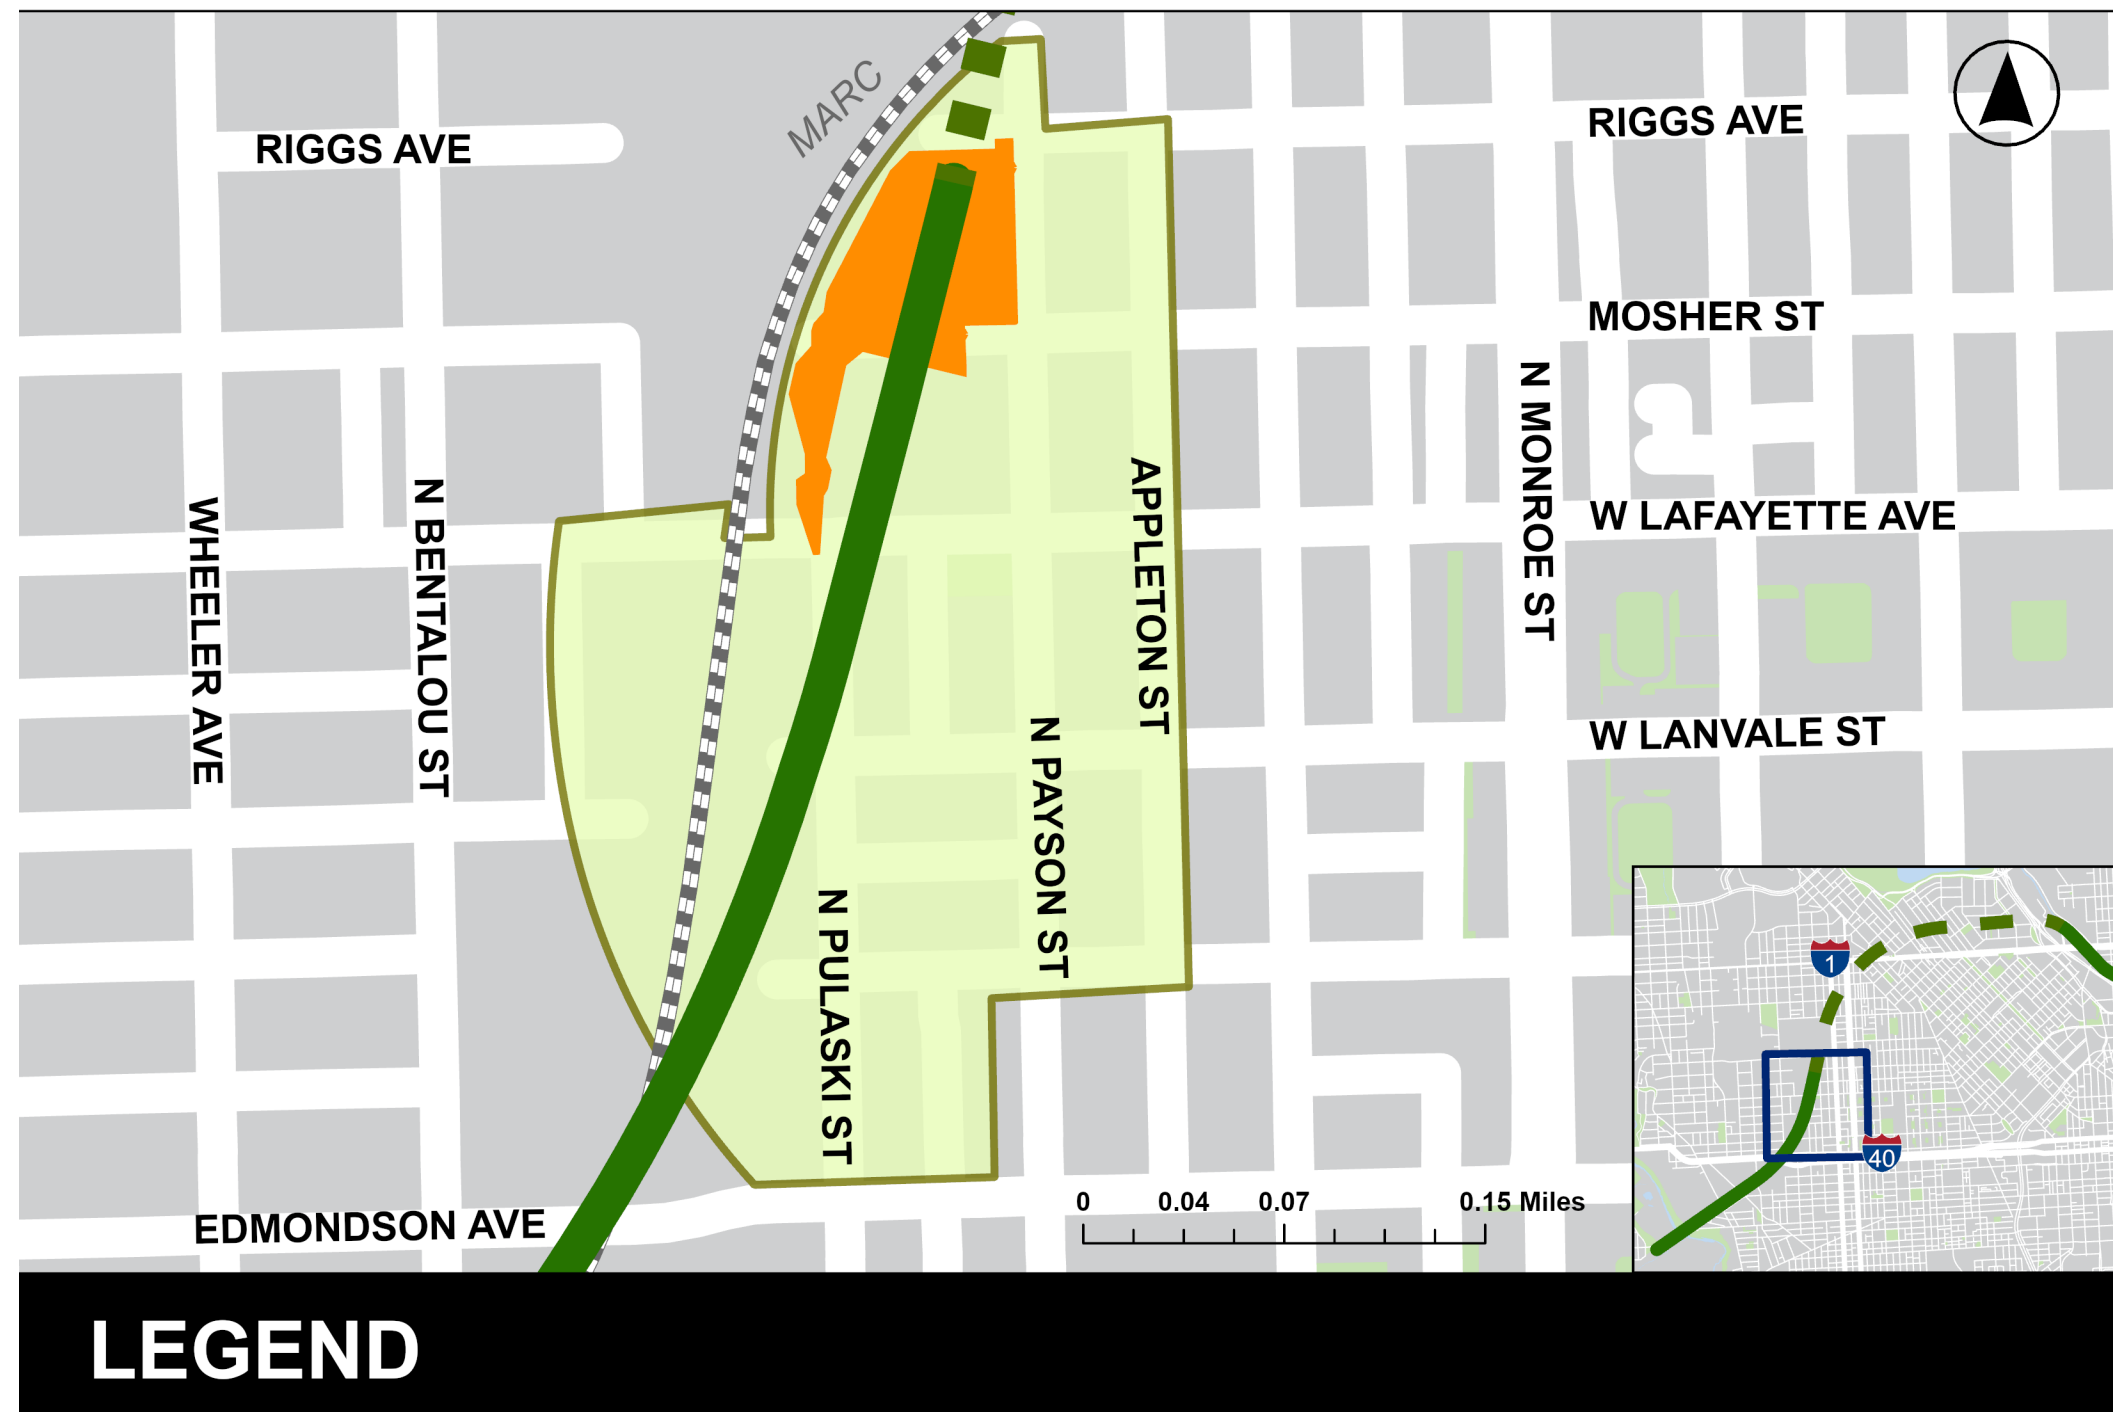 MARC
RIGGS AVE
RIGGS AVE
MOSHER ST
N MONROE ST
W LAFAYETTE AVE
WHEELER AVE
N BENTALOU ST
APPLETON ST
N PAYSON ST
W LANVALE ST
N PULASKI ST
1
40
0 0.04 0.07 0.15 Miles
EDMONDSON AVE
LEGEND